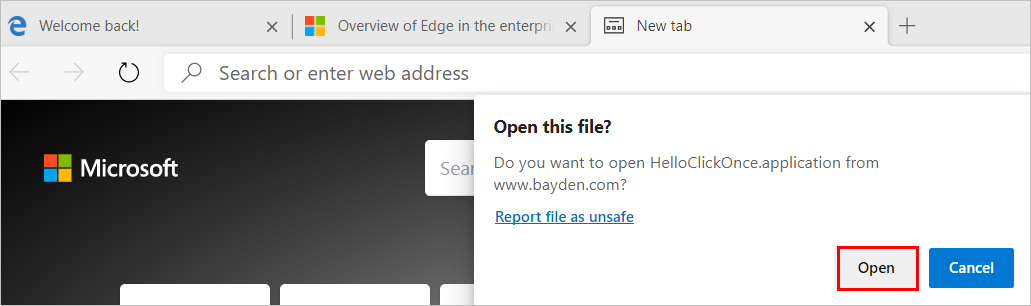 Welcome back!
Overview of Edge in the enterpris
New tab
Search or enter web address
Microsoft
Sear
Open this file?
Do you want to open HelloClickOnce.application from
www.bayden.com?
Report file as unsafe
Open
Cancel